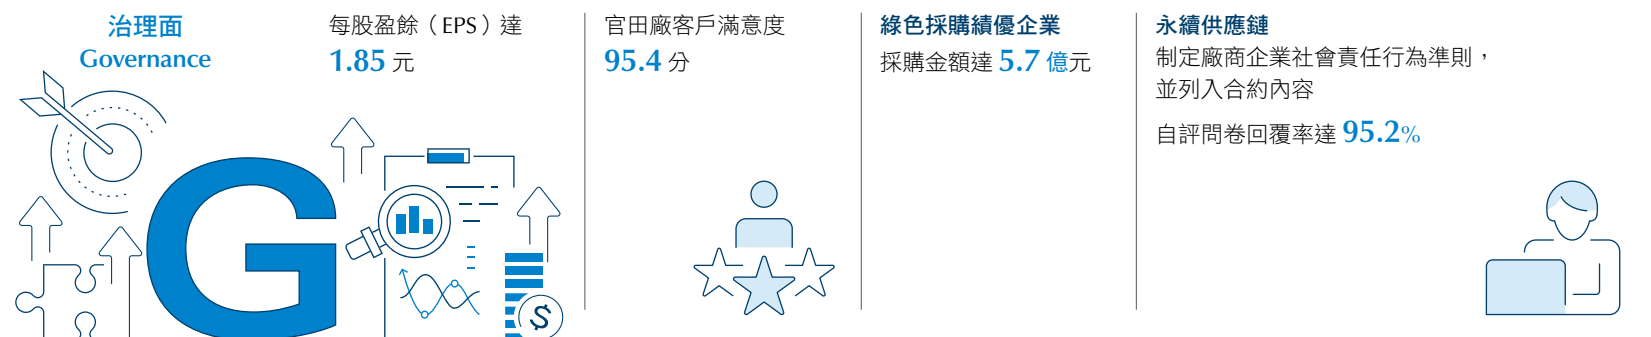 治理面
Governance
每股盈餘（EPS）達
1.85 元
官田廠客戶滿意度
95.4 分
綠色採購績優企業
採購金額達 5.7 億元
永續供應鏈
制定廠商企業社會責任行為準則，
並列入合約內容
自評問卷回覆率達 95.2%
G
$